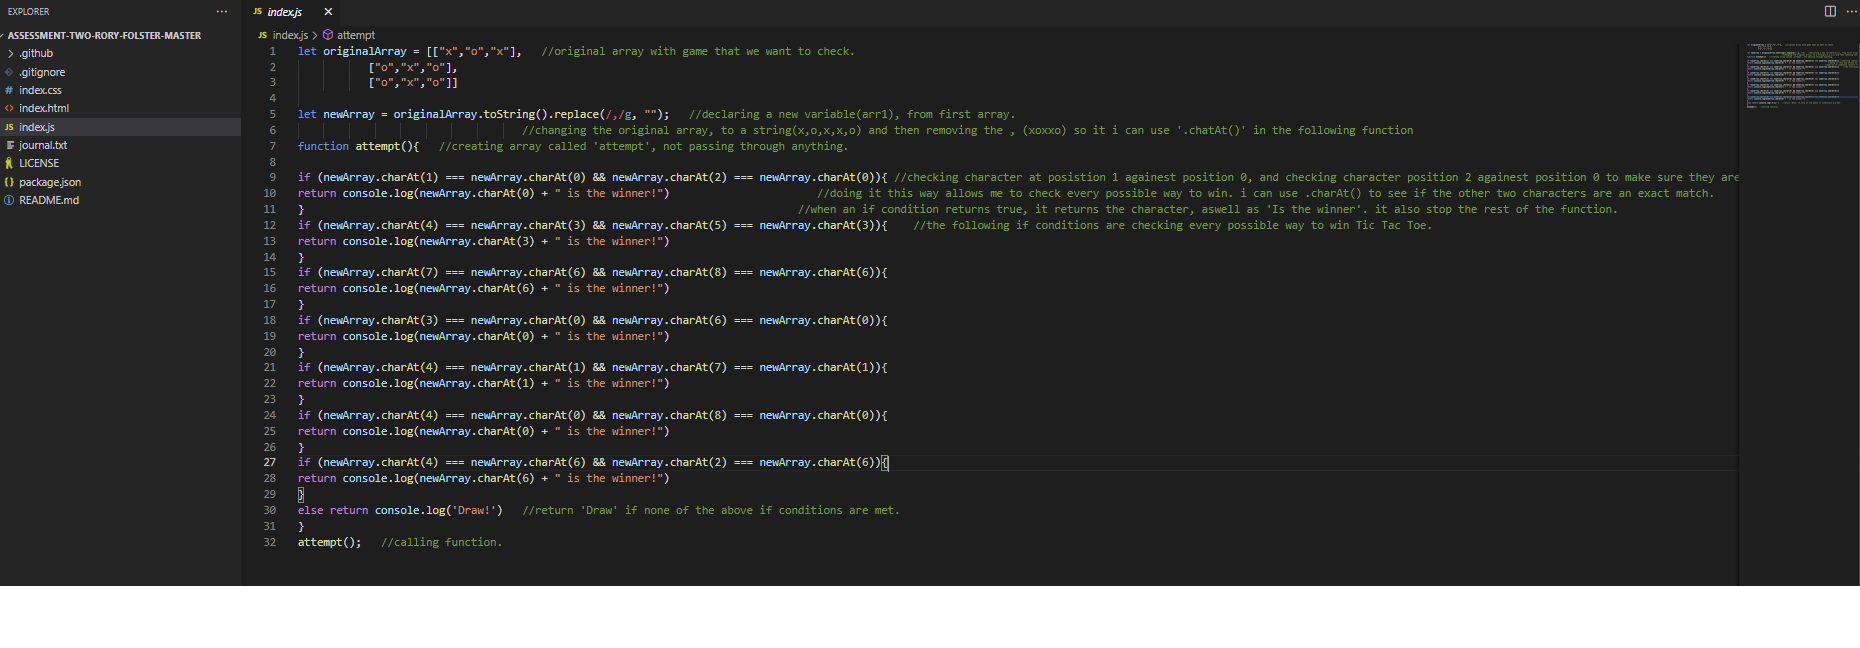 EXPLORER
ASSESSMENT-TWO-RORY-FOLSTER-MASTER
.github
.gitignore
# index.css
<> index.html
JS index.js
journal.txt
LICENSE
{} package.json
README.md
JS index.js
JS index.js > attempt
1 let originalArray = [["x","o","x"], //original array with game that we want to check.
2 ["o","x","o"],
3 ["o","x","o"]]
4
5 let newArray = originalArray.toString().replace(/,/g, ""); //declaring a new variable(arr1), from first array.
6 //changing the original array, to a string(x,o,x,x,o) and then removing the , (xoxxo) so it i can use '.chatAt()' in the following function
7 function attempt(){ //creating array called 'attempt', not passing through anything.
8
9 if (newArray.charAt(1) === newArray.charAt(0) && newArray.charAt(2) === newArray.charAt(0)){ //checking character at posistion 1 againest position 0, and checking character position 2 againest position 0 to make sure they are
10 return console.log(newArray.charAt(0) + " is the winner!") //doing it this way allows me to check every possible way to win. i can use .charAt() to see if the other two characters are an exact match.
11 } //when an if condition returns true, it returns the character, aswell as 'Is the winner'. it also stop the rest of the function.
12 if (newArray.charAt(4) === newArray.charAt(3) && newArray.charAt(5) === newArray.charAt(3)){ //the following if conditions are checking every possible way to win Tic Tac Toe.
13 return console.log(newArray.charAt(3) + " is the winner!")
14 }
15 if (newArray.charAt(7) === newArray.charAt(6) && newArray.charAt(8) === newArray.charAt(6)){
16 return console.log(newArray.charAt(6) + " is the winner!")
17 }
18 if (newArray.charAt(3) === newArray.charAt(0) && newArray.charAt(6) === newArray.charAt(0)){
19 return console.log(newArray.charAt(0) + " is the winner!")
20 }
21 if (newArray.charAt(4) === newArray.charAt(1) && newArray.charAt(7) === newArray.charAt(1)){
22 return console.log(newArray.charAt(1) + " is the winner!")
23 }
24 if (newArray.charAt(4) === newArray.charAt(0) && newArray.charAt(8) === newArray.charAt(0)){
25 return console.log(newArray.charAt(0) + " is the winner!")
26 }
27 if (newArray.charAt(4) === newArray.charAt(6) && newArray.charAt(2) === newArray.charAt(6)){
28 return console.log(newArray.charAt(6) + " is the winner!")
29 }
30 else return console.log('Draw!') //return 'Draw' if none of the above if conditions are met.
31 }
32 attempt(); //calling function.